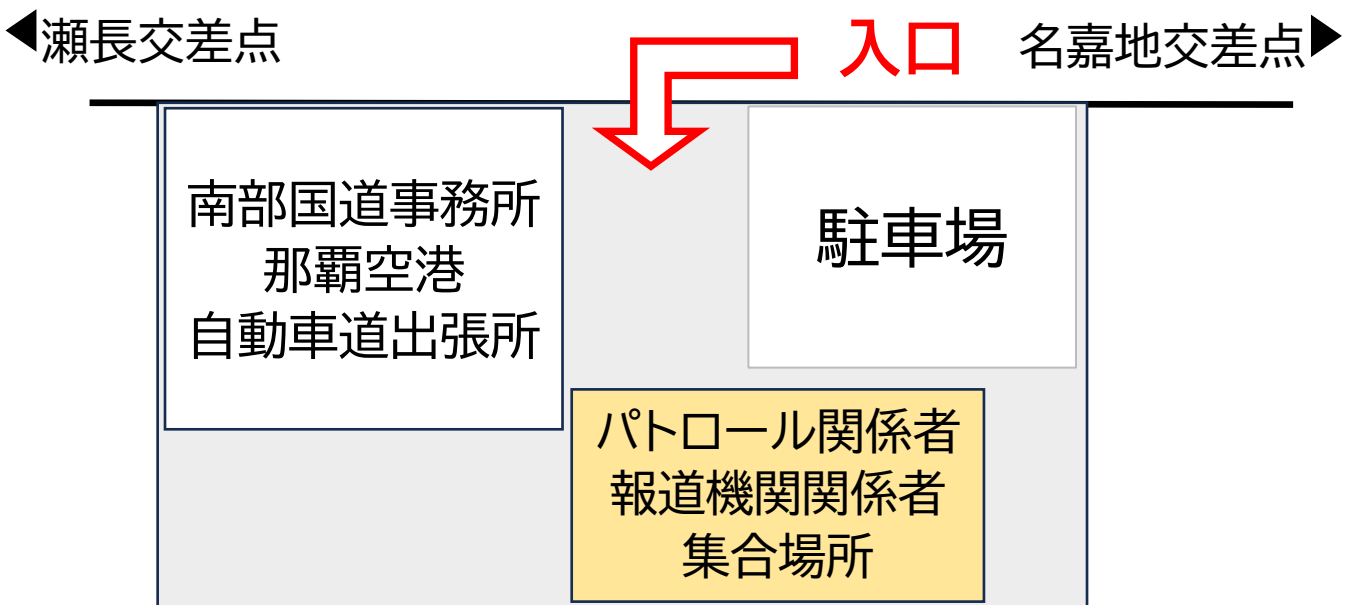 ◀瀬長交差点
入口
名嘉地交差点▶
南部国道事務所
那覇空港
自動車道出張所
駐車場
パトロール関係者
報道機関関係者
集合場所